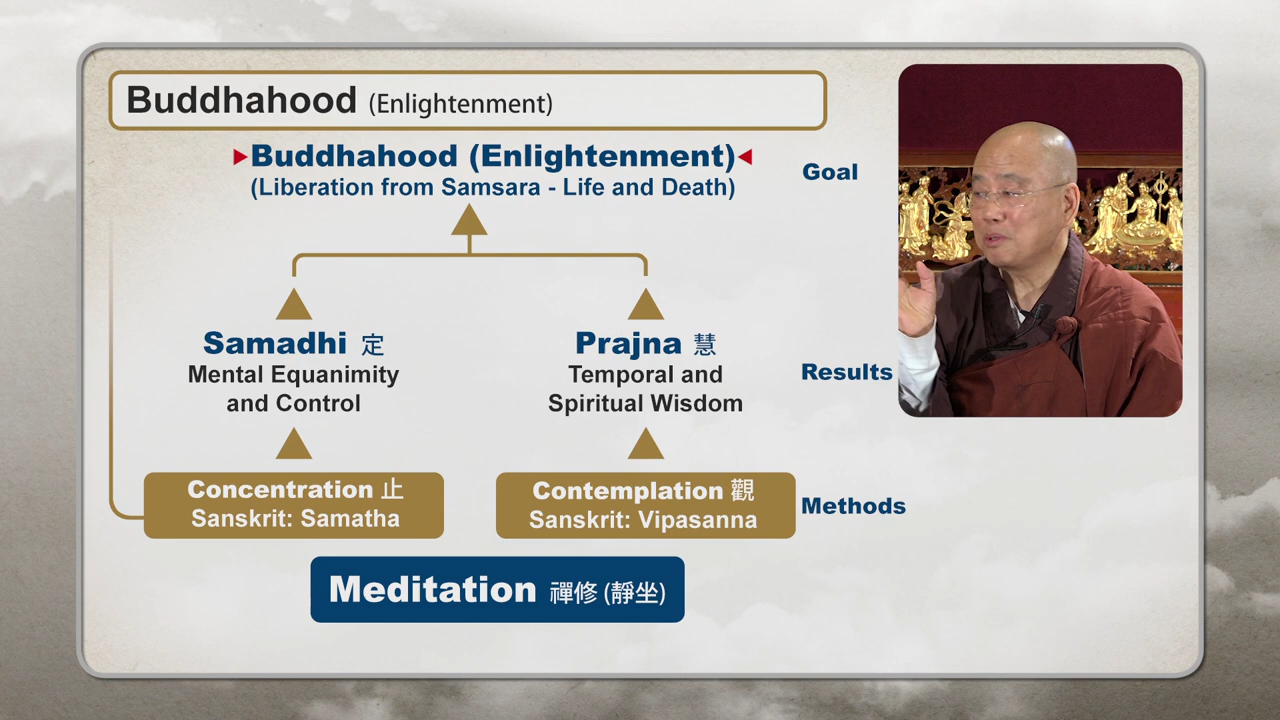 Buddhahood (Enlightenment)
Buddhahood (Enlightenment)
(Liberation from Samsara - Life and Death)
Goal
Samadhi 定
Mental Equanimity
and Control
Prajna 慧
Temporal and
Spiritual Wisdom
Results
Concentration 止
Sanskrit: Samatha
Contemplation 觀
Sanskrit: Vipasanna
Methods
Meditation 禪修 (靜坐)